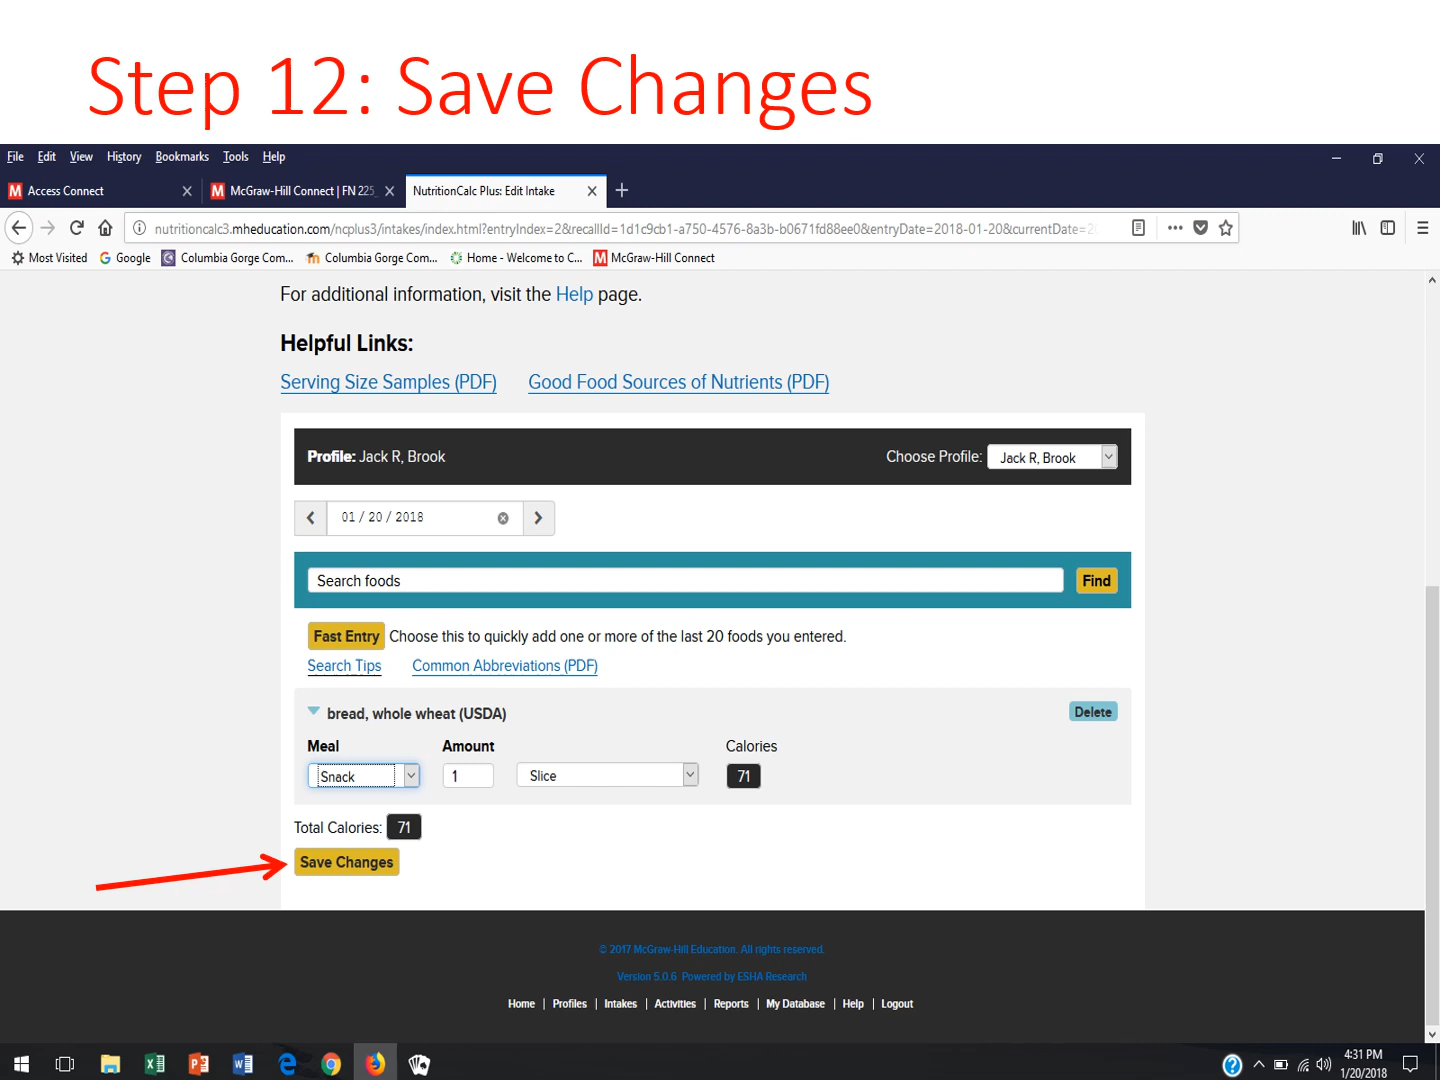 Step 12: Save Changes
File Edit View History Bookmarks Tools Help
Access Connect McGraw-Hill Connect | FN 225 NutritionCalc Plus: Edit Intake
nutritioncalc3.mheducation.com/ncplus3/intakes/index.html?entryIndex=2&recallId=1d1c9cb1-a750-4576-8a3b-b0671fd88ee0&entryDate=2018-01-20&currentDate=20
Most Visited Google Columbia Gorge Com... Columbia Gorge Com... Home - Welcome to C... McGraw-Hill Connect
For additional information, visit the Help page.
Helpful Links:
Serving Size Samples (PDF) Good Food Sources of Nutrients (PDF)
Profile: Jack R, Brook Choose Profile: Jack R, Brook
01 / 20 / 2018
Search foods Find
Fast Entry Choose this to quickly add one or more of the last 20 foods you entered.
Search Tips Common Abbreviations (PDF)
bread, whole wheat (USDA) Delete
Meal Amount Calories
Snack 1 Slice 71
Total Calories: 71
Save Changes
© 2017 McGraw-Hill Education. All rights reserved.
Version 5.0.6 Powered by ESHA Research
Home | Profiles | Intakes | Activities | Reports | My Database | Help | Logout
4:31 PM
1/20/2018